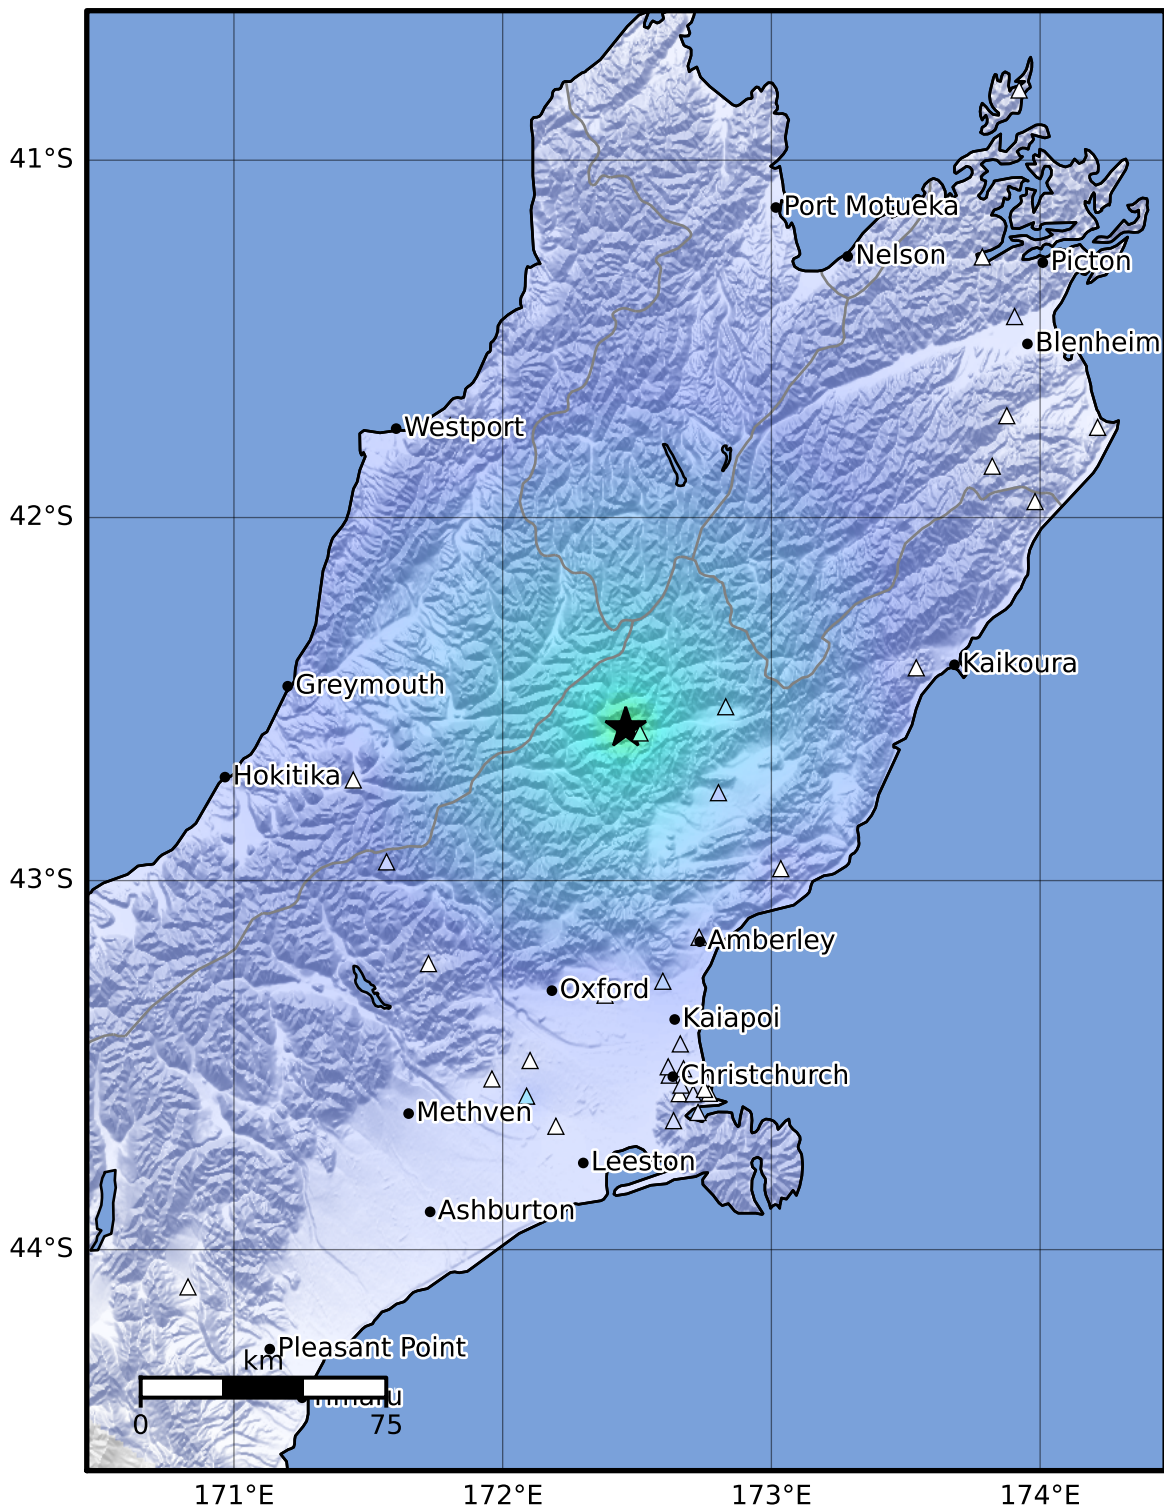 41°S
Port Motueka
Nelson
Picton
Blenheim
Westport
42°S
Kaikoura
Greymouth
Hokitika
43°S
Amberley
Oxford
Kaiapoi
Christchurch
Methven
Leeston
Ashburton
44°S
Pleasant Point
km
Timaru
0 75
171°E 172°E 173°E 174°E